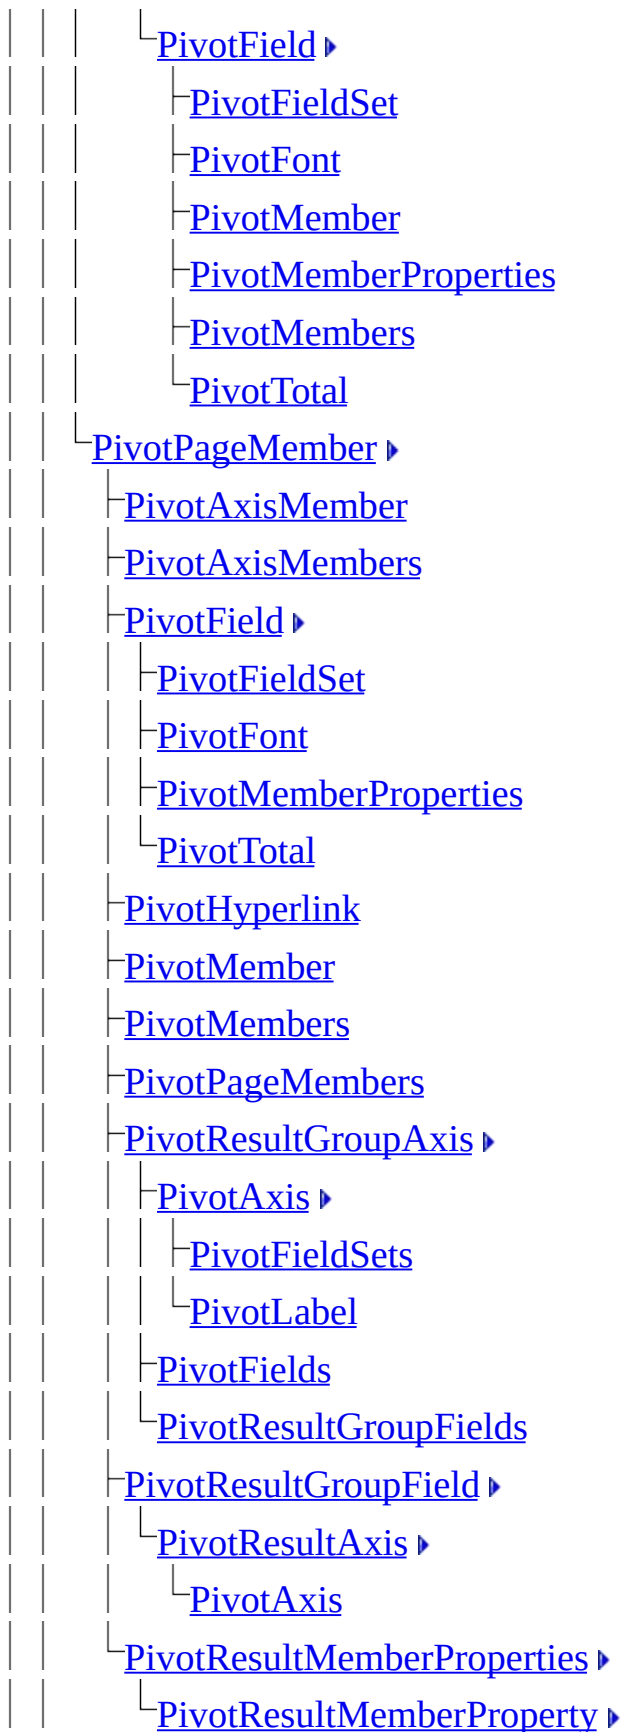 PivotField
PivotFieldSet
PivotFont
PivotMember
PivotMemberProperties
PivotMembers
PivotTotal
PivotPageMember
PivotAxisMember
PivotAxisMembers
PivotField
PivotFieldSet
PivotFont
PivotMemberProperties
PivotTotal
PivotHyperlink
PivotMember
PivotMembers
PivotPageMembers
PivotResultGroupAxis
PivotAxis
PivotFieldSets
PivotLabel
PivotFields
PivotResultGroupFields
PivotResultGroupField
PivotResultAxis
PivotAxis
PivotResultMemberProperties
PivotResultMemberProperty